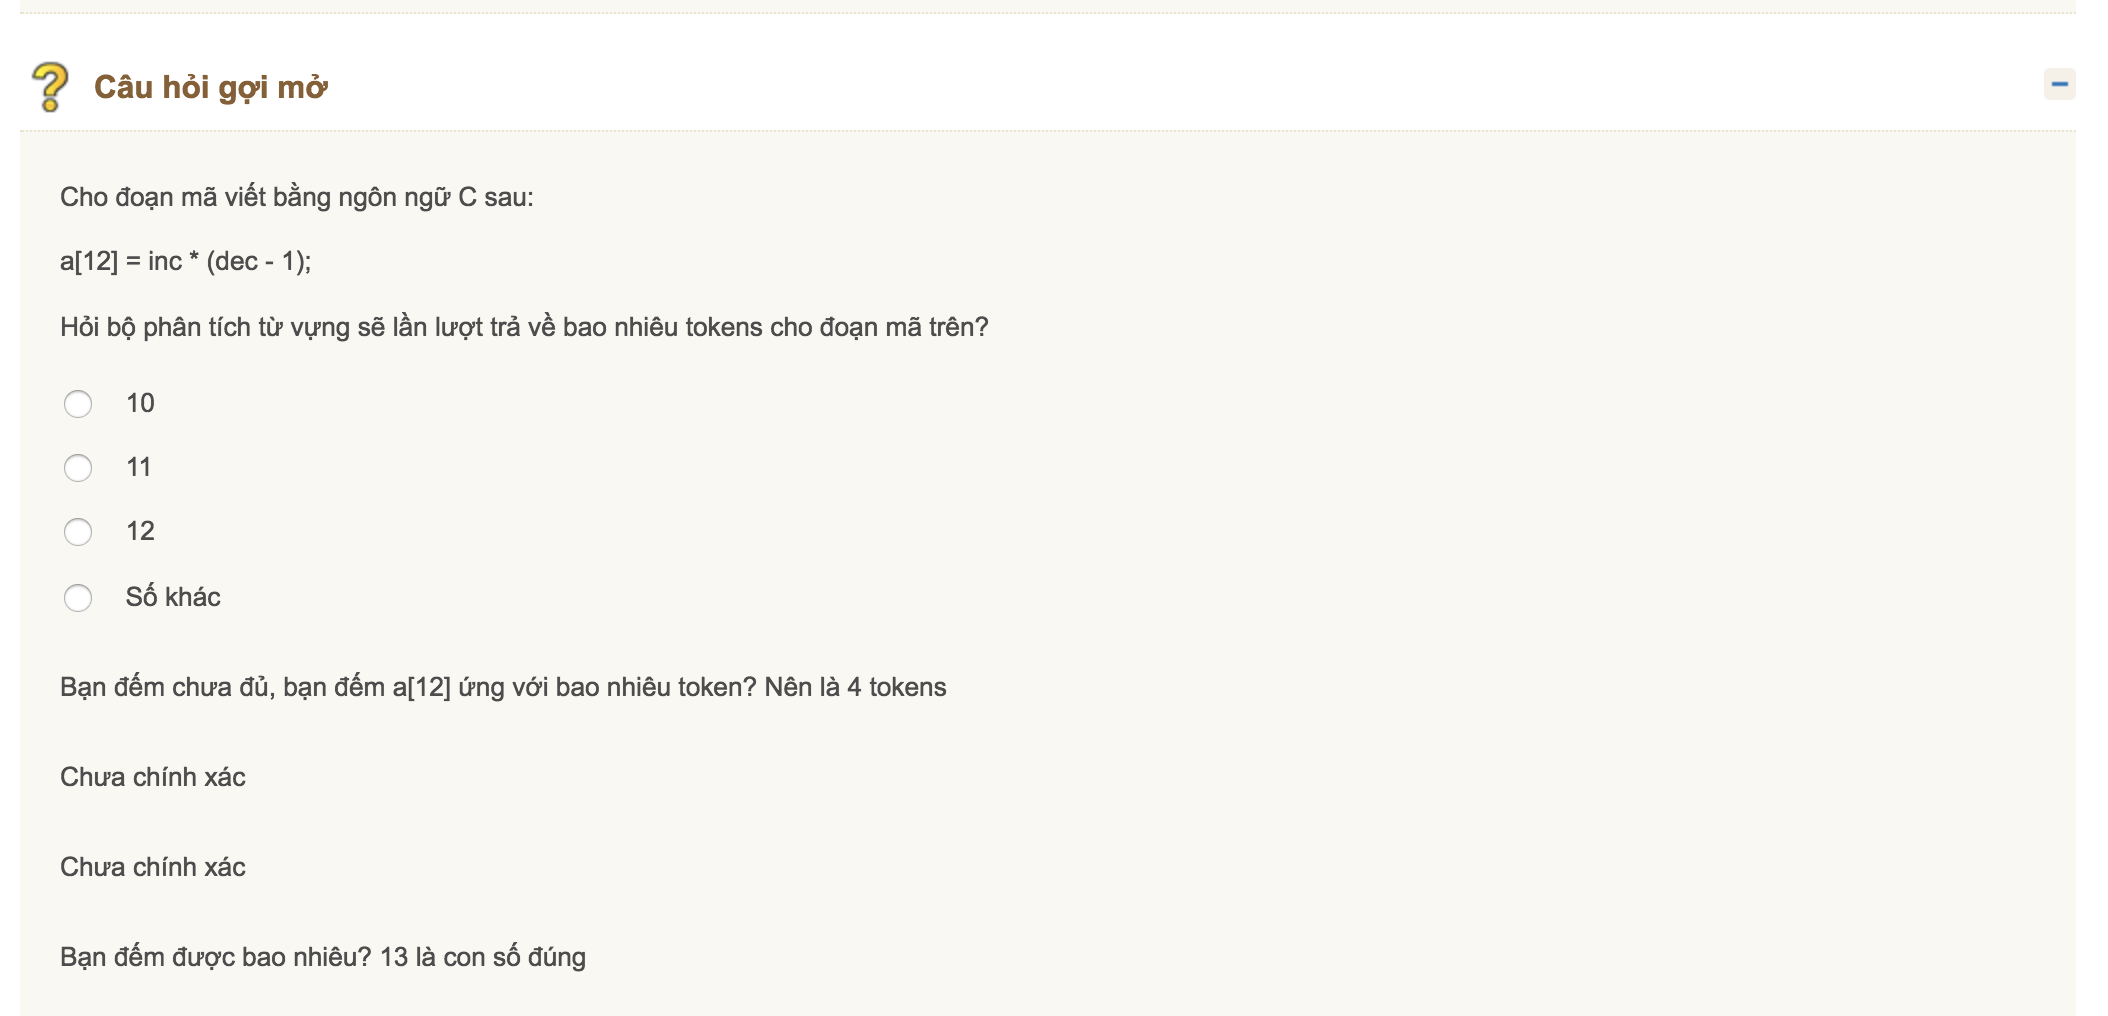 Câu hỏi gợi mở
Cho đoạn mã viết bằng ngôn ngữ C sau:
a[12] = inc * (dec - 1);
Hỏi bộ phân tích từ vựng sẽ lần lượt trả về bao nhiêu tokens cho đoạn mã trên?
10
11
12
Số khác
Bạn đếm chưa đủ, bạn đếm a[12] ứng với bao nhiêu token? Nên là 4 tokens
Chưa chính xác
Chưa chính xác
Bạn đếm được bao nhiêu? 13 là con số đúng